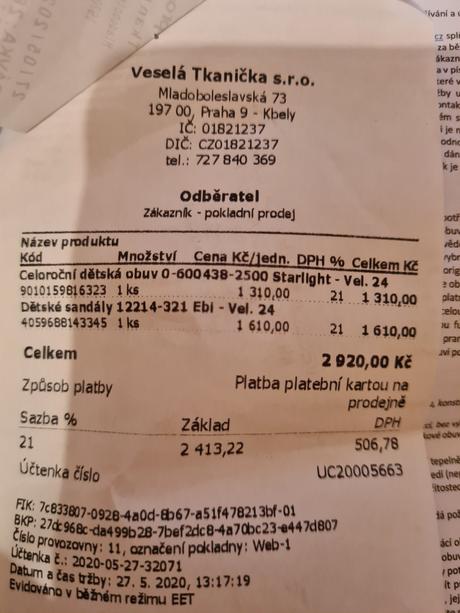 27/05/202
Veselá Tkanička s.r.o.
Mladoboleslavská 73
197 00, Praha 9 - Kbely
IČ: 01821237
DIČ: CZ01821237
tel.: 727 840 369
Odběratel
Zákazník - pokladní prodej
Název produktu
Kód Množství Cena Kč/jedn. DPH % Celkem Kč
Celoroční dětská obuv 0-600438-2500 Starlight - Vel. 24
9010159816323 1 ks 1 310,00 21 1 310,00
Dětské sandály 12214-321 Ebi - Vel. 24
4059688143345 1 ks 1 610,00 21 1 610,00
Celkem 2 920,00 Kč
Způsob platby Platba platební kartou na
prodejně
Sazba % Základ DPH
21 2 413,22 506,78
Účtenka číslo UC20005663
FIK: 7c833807-0928-4a0d-8b67-a51f478213bf-01
BKP: 27dc968c-da499b28-7bef2dc8-4a70bc23-e447d807
Číslo provozovny: 11, označení pokladny: Web-1
Účtenka č.: 2020-05-27-32071
Datum a čas tržby: 27. 5. 2020, 13:17:19
Evidováno v běžném režimu EET